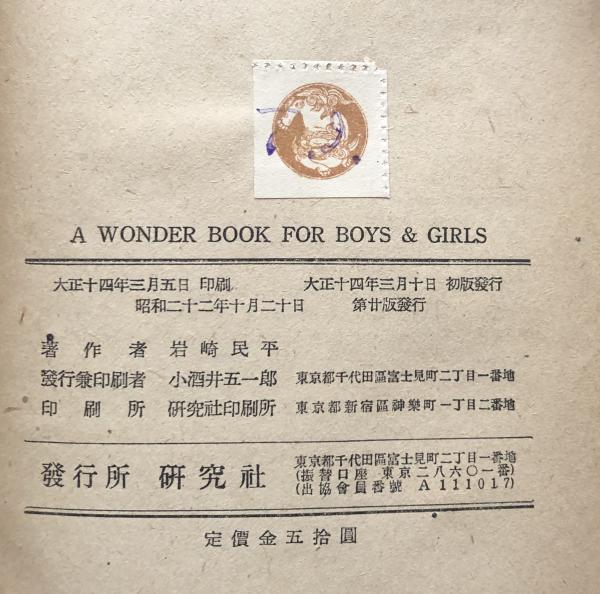 A WONDER BOOK FOR BOYS & GIRLS
大正十四年三月五日 印刷 大正十四年三月十日 初版發行
昭和二十二年十月二十日 第廿版發行
著作者 岩崎民平
發行兼印刷者 小酒井五一郎 東京都千代田區富士見町二丁目一番地
印刷所 研究社印刷所 東京都新宿區神樂町一丁目二番地
發行所 研究社
東京都千代田區富士見町二丁目一番地
(振替口座 東京二八六〇一番)
(出協會員番號 A111017)
定價金五拾圓